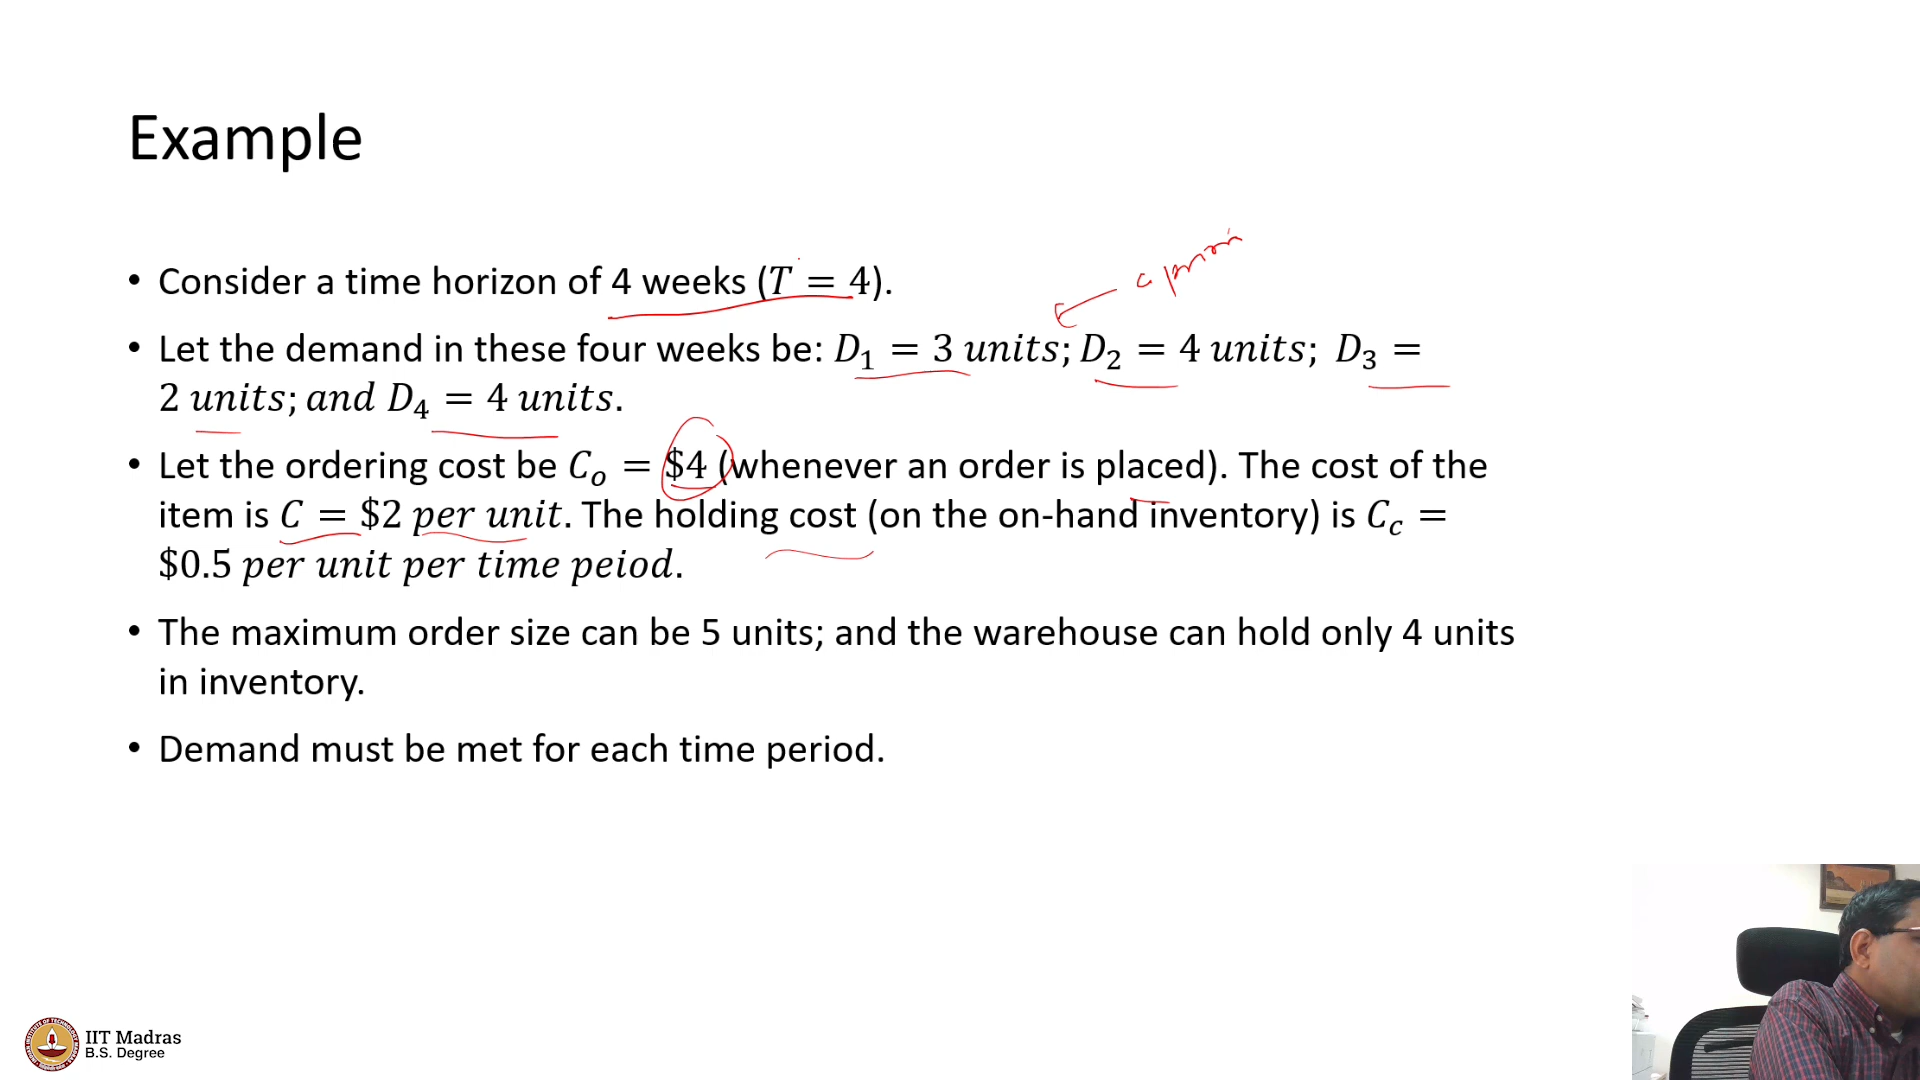 Example
• Consider a time horizon of 4 weeks (T = 4).
a priori
• Let the demand in these four weeks be: D₁ = 3 units; D₂ = 4 units; D₃ =
2 units; and D₄ = 4 units.
• Let the ordering cost be Cₒ = $4 (whenever an order is placed). The cost of the
item is C = $2 per unit. The holding cost (on the on-hand inventory) is C_c =
$0.5 per unit per time peiod.
• The maximum order size can be 5 units; and the warehouse can hold only 4 units
in inventory.
• Demand must be met for each time period.
IIT Madras
B.S. Degree